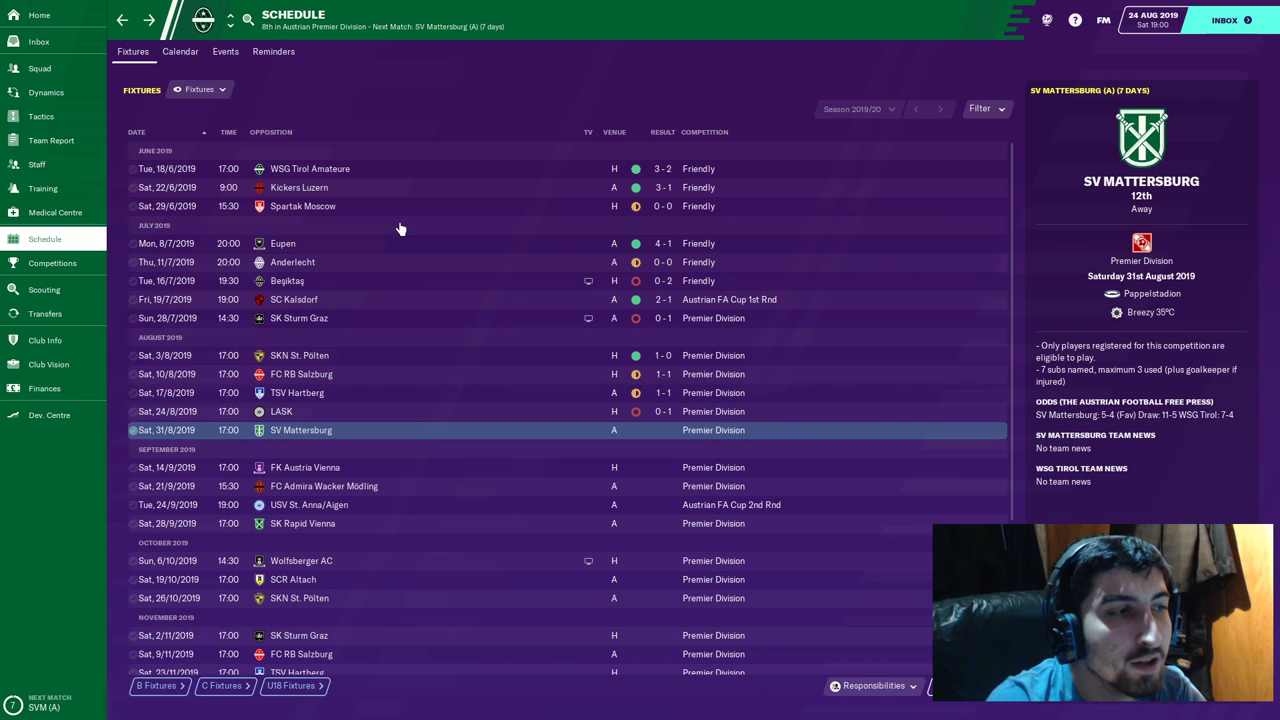 Home
Inbox
Squad
Dynamics
Tactics
Team Report
Staff
Training
Medical Centre
Schedule
Competitions
Scouting
Transfers
Club Info
Club Vision
Finances
Dev. Centre
7
NEXT MATCH
SVM (A)
SCHEDULE
8th in Austrian Premier Division - Next Match: SV Mattersburg (A) (7 days)
?
FM
24 AUG 2019
Sat 19:00
INBOX
Fixtures
Calendar
Events
Reminders
FIXTURES
Fixtures
Season 2019/20
Filter
DATE TIME OPPOSITION TV VENUE RESULT COMPETITION
JUNE 2019
Tue, 18/6/2019 17:00 WSG Tirol Amateure H 3 - 2 Friendly
Sat, 22/6/2019 9:00 Kickers Luzern A 3 - 1 Friendly
Sat, 29/6/2019 15:30 Spartak Moscow H 0 - 0 Friendly
JULY 2019
Mon, 8/7/2019 20:00 Eupen A 4 - 1 Friendly
Thu, 11/7/2019 20:00 Anderlecht A 0 - 0 Friendly
Tue, 16/7/2019 19:30 Beşiktaş H 0 - 2 Friendly
Fri, 19/7/2019 19:00 SC Kalsdorf A 2 - 1 Austrian FA Cup 1st Rnd
Sun, 28/7/2019 14:30 SK Sturm Graz A 0 - 1 Premier Division
AUGUST 2019
Sat, 3/8/2019 17:00 SKN St. Pölten H 1 - 0 Premier Division
Sat, 10/8/2019 17:00 FC RB Salzburg H 1 - 1 Premier Division
Sat, 17/8/2019 17:00 TSV Hartberg A 1 - 1 Premier Division
Sat, 24/8/2019 17:00 LASK H 0 - 1 Premier Division
Sat, 31/8/2019 17:00 SV Mattersburg A Premier Division
SEPTEMBER 2019
Sat, 14/9/2019 17:00 FK Austria Vienna H Premier Division
Sat, 21/9/2019 15:30 FC Admira Wacker Mödling A Premier Division
Tue, 24/9/2019 19:00 USV St. Anna/Aigen A Austrian FA Cup 2nd Rnd
Sat, 28/9/2019 17:00 SK Rapid Vienna A Premier Division
OCTOBER 2019
Sun, 6/10/2019 14:30 Wolfsberger AC H Premier Division
Sat, 19/10/2019 17:00 SCR Altach A Premier Division
Sat, 26/10/2019 17:00 SKN St. Pölten A Premier Division
NOVEMBER 2019
Sat, 2/11/2019 17:00 SK Sturm Graz H Premier Division
Sat, 9/11/2019 17:00 FC RB Salzburg A Premier Division
Sat, 23/11/2019 17:00 TSV Hartberg H Premier Division
B Fixtures
C Fixtures
U18 Fixtures
Responsibilities
SV MATTERSBURG (A) (7 DAYS)
SV MATTERSBURG
12th
Away
Premier Division
Saturday 31st August 2019
Pappelstadion
Breezy 35ºC
- Only players registered for this competition are
eligible to play.
- 7 subs named, maximum 3 used (plus goalkeeper if
injured)
ODDS (THE AUSTRIAN FOOTBALL FREE PRESS)
SV Mattersburg: 5-4 (Fav) Draw: 11-5 WSG Tirol: 7-4
SV MATTERSBURG TEAM NEWS
No team news
WSG TIROL TEAM NEWS
No team news